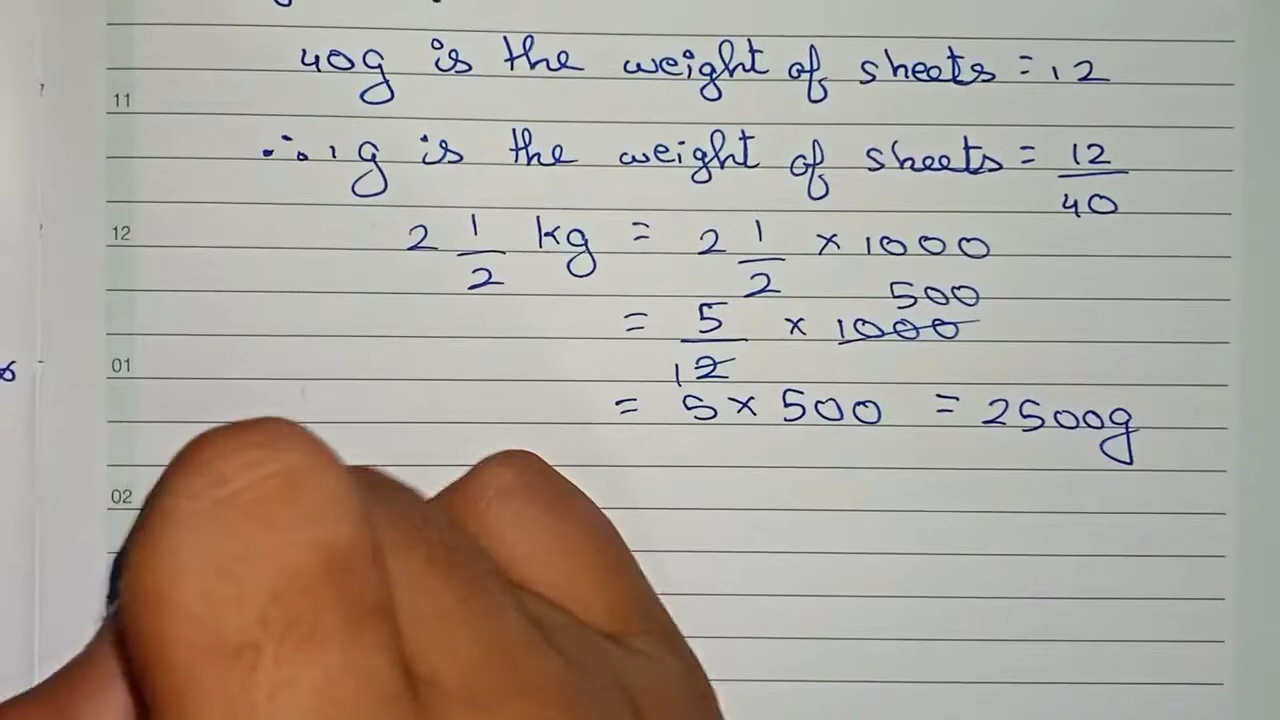 40g is the weight of sheets = 12
11
∴ 1g is the weight of sheets = 12/40
12
2 1/2 kg = 2 1/2 × 1000
500
= 5/2 × 1000
01
1
= 5 × 500 = 2500g
02